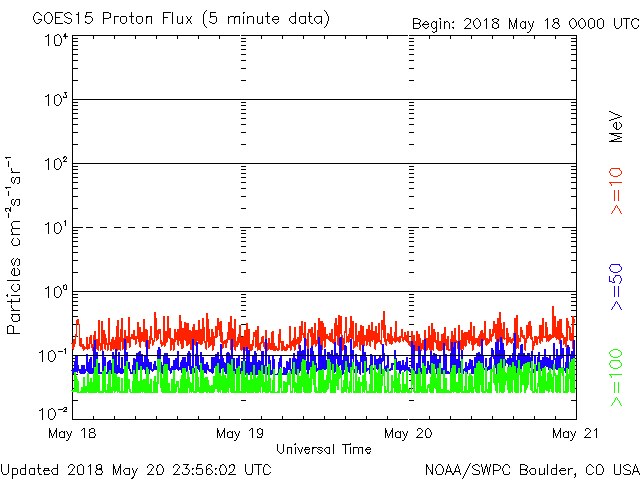 GOES15 Proton Flux (5 minute data)
Begin: 2018 May 18 0000 UTC
10⁴
10³
10²
10¹
10⁰
10⁻¹
10⁻²
Particles cm⁻²s⁻¹sr⁻¹
MeV
>=10
>=50
>=100
May 18
May 19
May 20
May 21
Universal Time
Updated 2018 May 20 23:56:02 UTC
NOAA/SWPC Boulder, CO USA